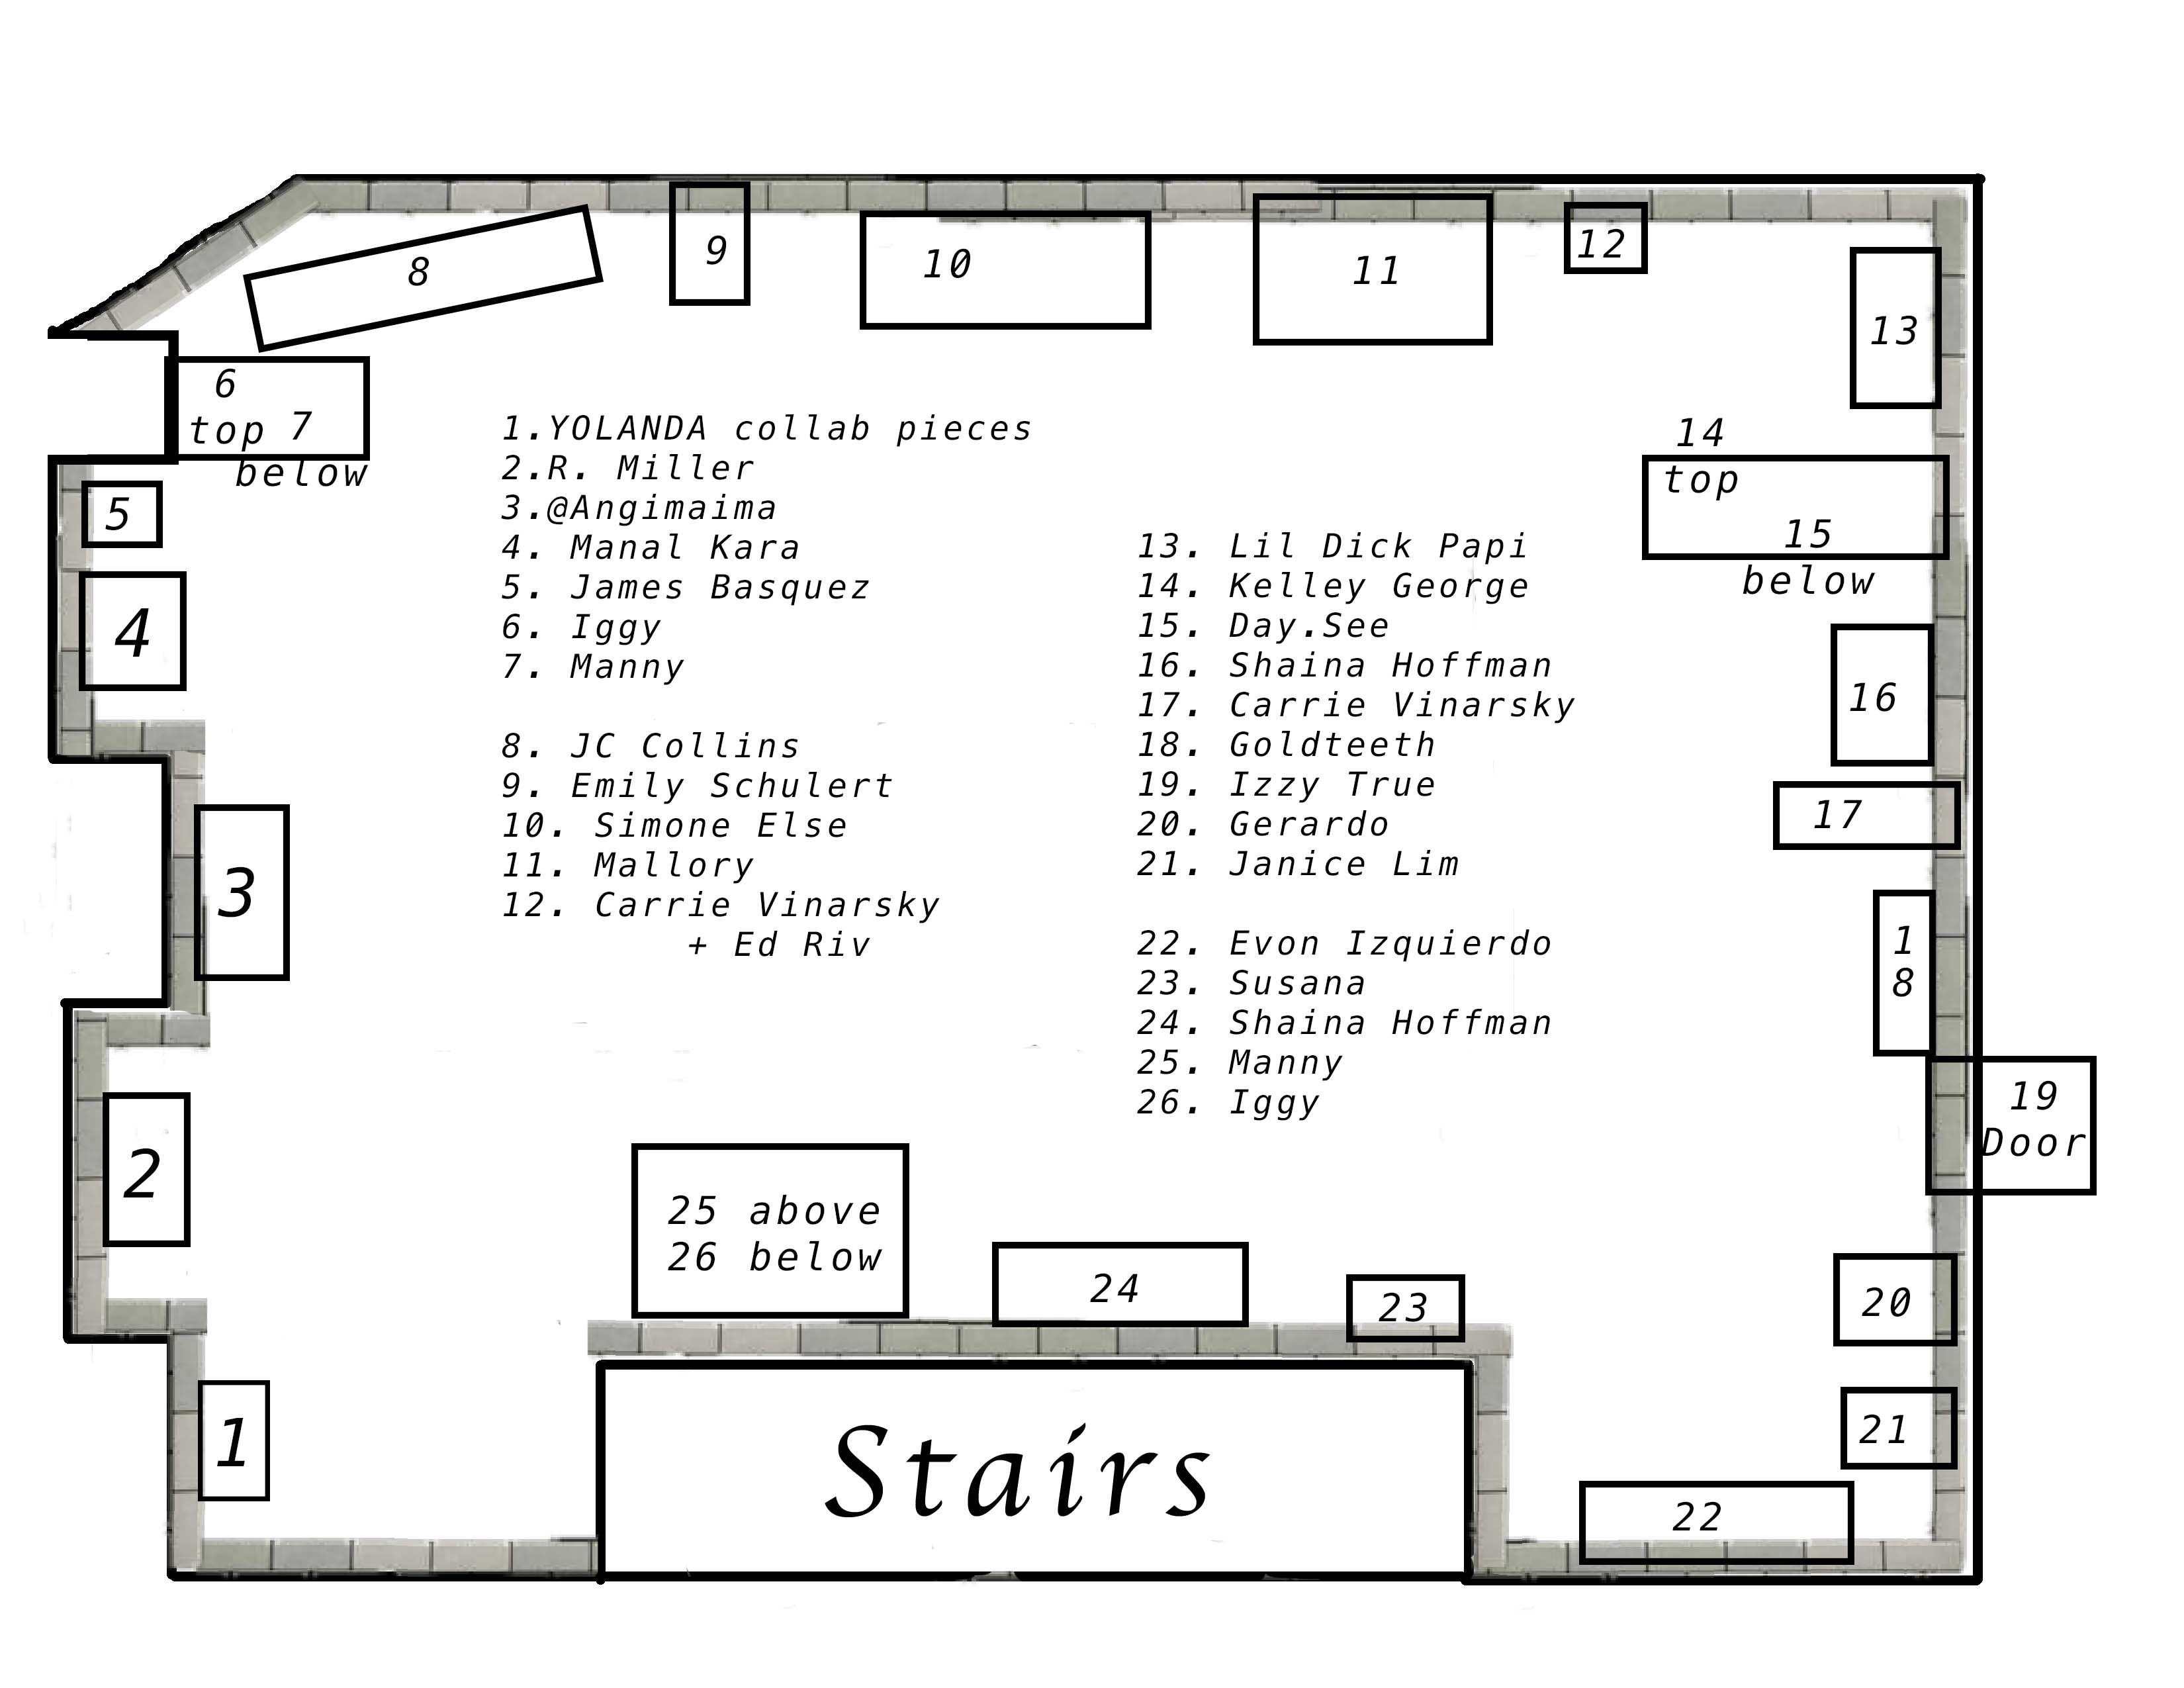 8
9
10
11
12
13
6
top 7
below
14
top
15
below
5
4
3
2
1
16
17
1
8
19
Door
20
21
22
23
24
25 above
26 below
1.YOLANDA collab pieces
2.R. Miller
3.@Angimaima
4. Manal Kara
5. James Basquez
6. Iggy
7. Manny
8. JC Collins
9. Emily Schulert
10. Simone Else
11. Mallory
12. Carrie Vinarsky
+ Ed Riv
13. Lil Dick Papi
14. Kelley George
15. Day.See
16. Shaina Hoffman
17. Carrie Vinarsky
18. Goldteeth
19. Izzy True
20. Gerardo
21. Janice Lim
22. Evon Izquierdo
23. Susana
24. Shaina Hoffman
25. Manny
26. Iggy
Stairs